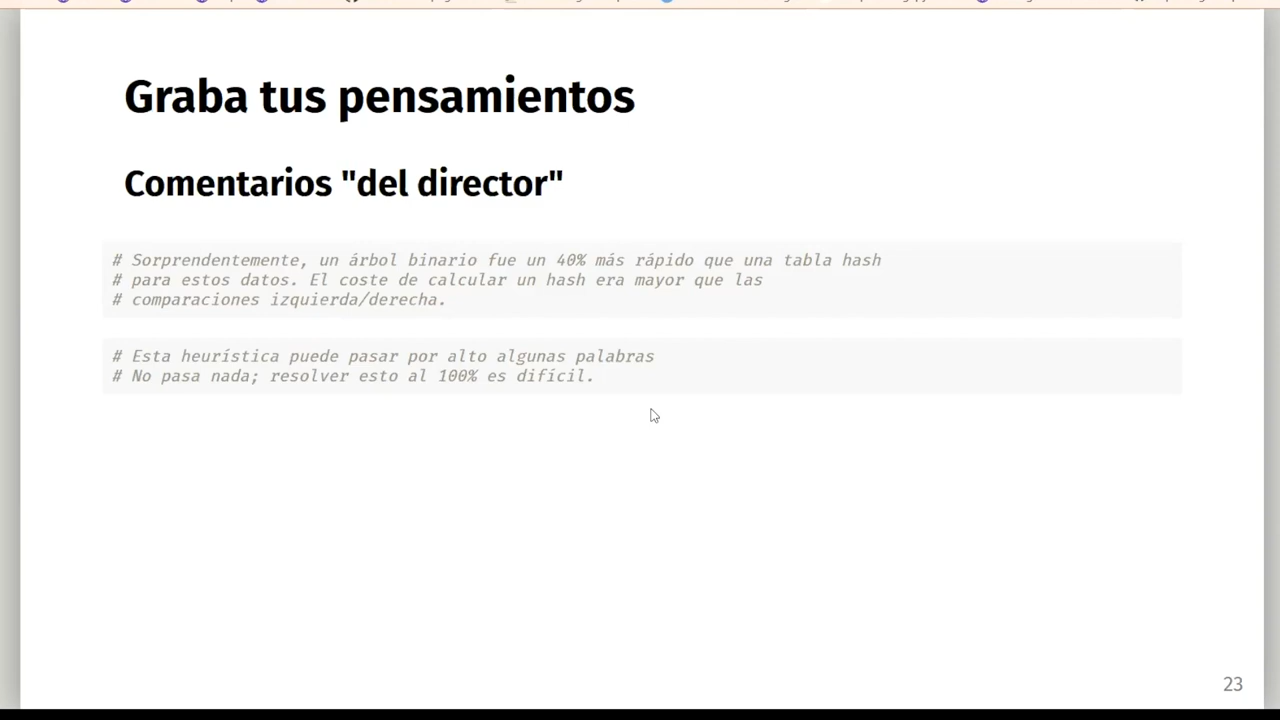 Graba tus pensamientos
Comentarios "del director"
# Sorprendentemente, un árbol binario fue un 40% más rápido que una tabla hash
# para estos datos. El coste de calcular un hash era mayor que las
# comparaciones izquierda/derecha.
# Esta heurística puede pasar por alto algunas palabras
# No pasa nada; resolver esto al 100% es difícil.
23